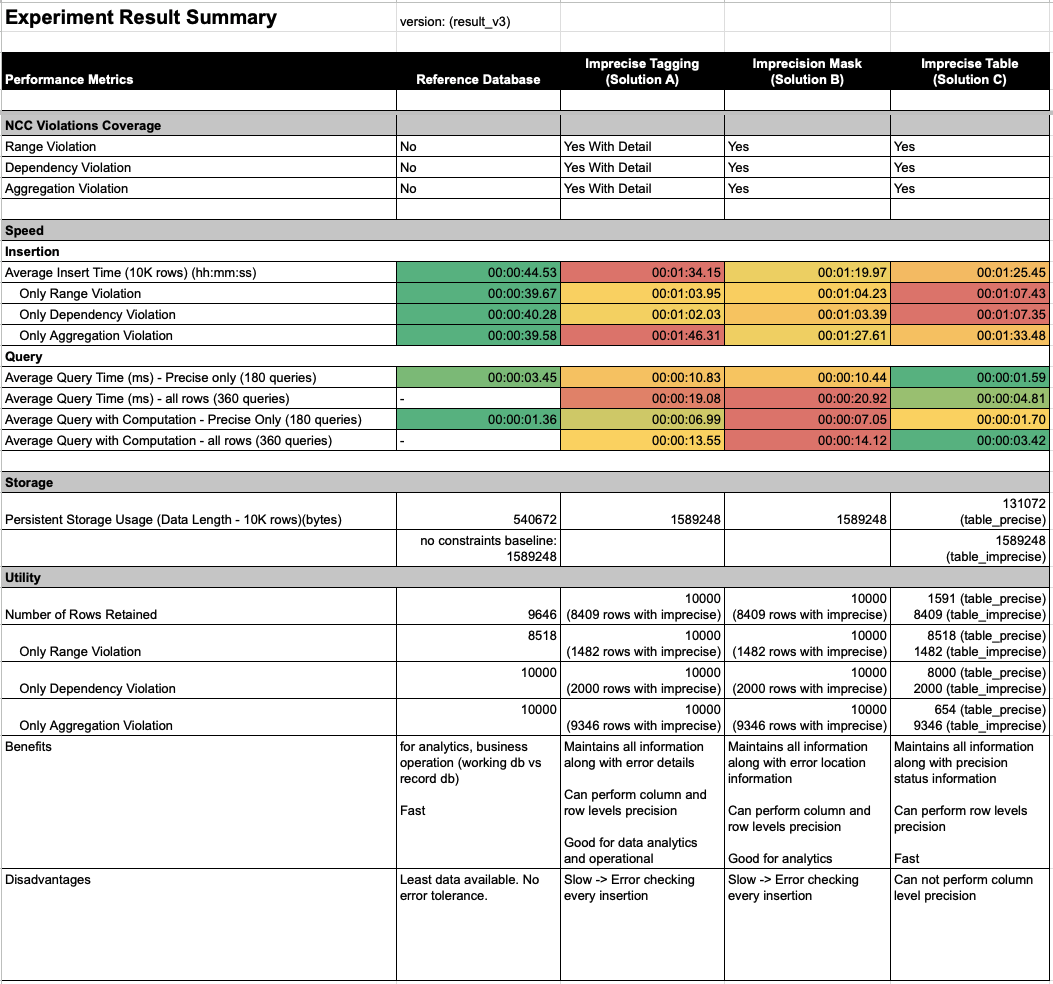 Experiment Result Summary
version: (result_v3)
Performance Metrics Reference Database Imprecise Tagging (Solution A) Imprecision Mask (Solution B) Imprecise Table (Solution C)
NCC Violations Coverage
Range Violation No Yes With Detail Yes Yes
Dependency Violation No Yes With Detail Yes Yes
Aggregation Violation No Yes With Detail Yes Yes
Speed
Insertion
Average Insert Time (10K rows) (hh:mm:ss) 00:00:44.53 00:01:34.15 00:01:19.97 00:01:25.45
Only Range Violation 00:00:39.67 00:01:03.95 00:01:04.23 00:01:07.43
Only Dependency Violation 00:00:40.28 00:01:02.03 00:01:03.39 00:01:07.35
Only Aggregation Violation 00:00:39.58 00:01:46.31 00:01:27.61 00:01:33.48
Query
Average Query Time (ms) - Precise only (180 queries) 00:00:03.45 00:00:10.83 00:00:10.44 00:00:01.59
Average Query Time (ms) - all rows (360 queries) - 00:00:19.08 00:00:20.92 00:00:04.81
Average Query with Computation - Precise Only (180 queries) 00:00:01.36 00:00:06.99 00:00:07.05 00:00:01.70
Average Query with Computation - all rows (360 queries) - 00:00:13.55 00:00:14.12 00:00:03.42
Storage
Persistent Storage Usage (Data Length - 10K rows)(bytes) 540672 1589248 1589248 131072 (table_precise)
no constraints baseline: 1589248 1589248 (table_imprecise)
Utility
Number of Rows Retained 9646 10000 (8409 rows with imprecise) 10000 (8409 rows with imprecise) 1591 (table_precise) 8409 (table_imprecise)
Only Range Violation 8518 10000 (1482 rows with imprecise) 10000 (1482 rows with imprecise) 8518 (table_precise) 1482 (table_imprecise)
Only Dependency Violation 10000 10000 (2000 rows with imprecise) 10000 (2000 rows with imprecise) 8000 (table_precise) 2000 (table_imprecise)
Only Aggregation Violation 10000 10000 (9346 rows with imprecise) 10000 (9346 rows with imprecise) 654 (table_precise) 9346 (table_imprecise)
Benefits
for analytics, business
operation (working db vs
record db)
Fast
Maintains all information
along with error details
Can perform column and
row levels precision
Good for data analytics
and operational
Maintains all information
along with error location
information
Can perform column and
row levels precision
Good for analytics
Maintains all information
along with precision
status information
Can perform row levels
precision
Fast
Disadvantages
Least data available. No
error tolerance.
Slow -> Error checking
every insertion
Slow -> Error checking
every insertion
Can not perform column
level precision